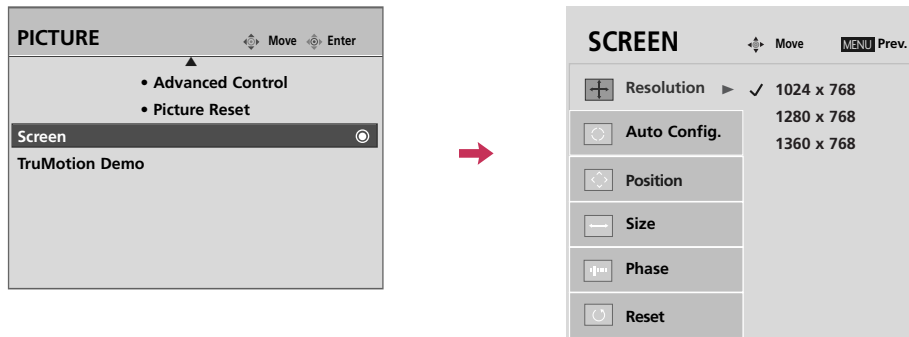 PICTURE Move Enter
• Advanced Control
• Picture Reset
Screen
TruMotion Demo
SCREEN Move MENU Prev.
Resolution 1024 x 768
1280 x 768
Auto Config.
1360 x 768
Position
Size
Phase
Reset